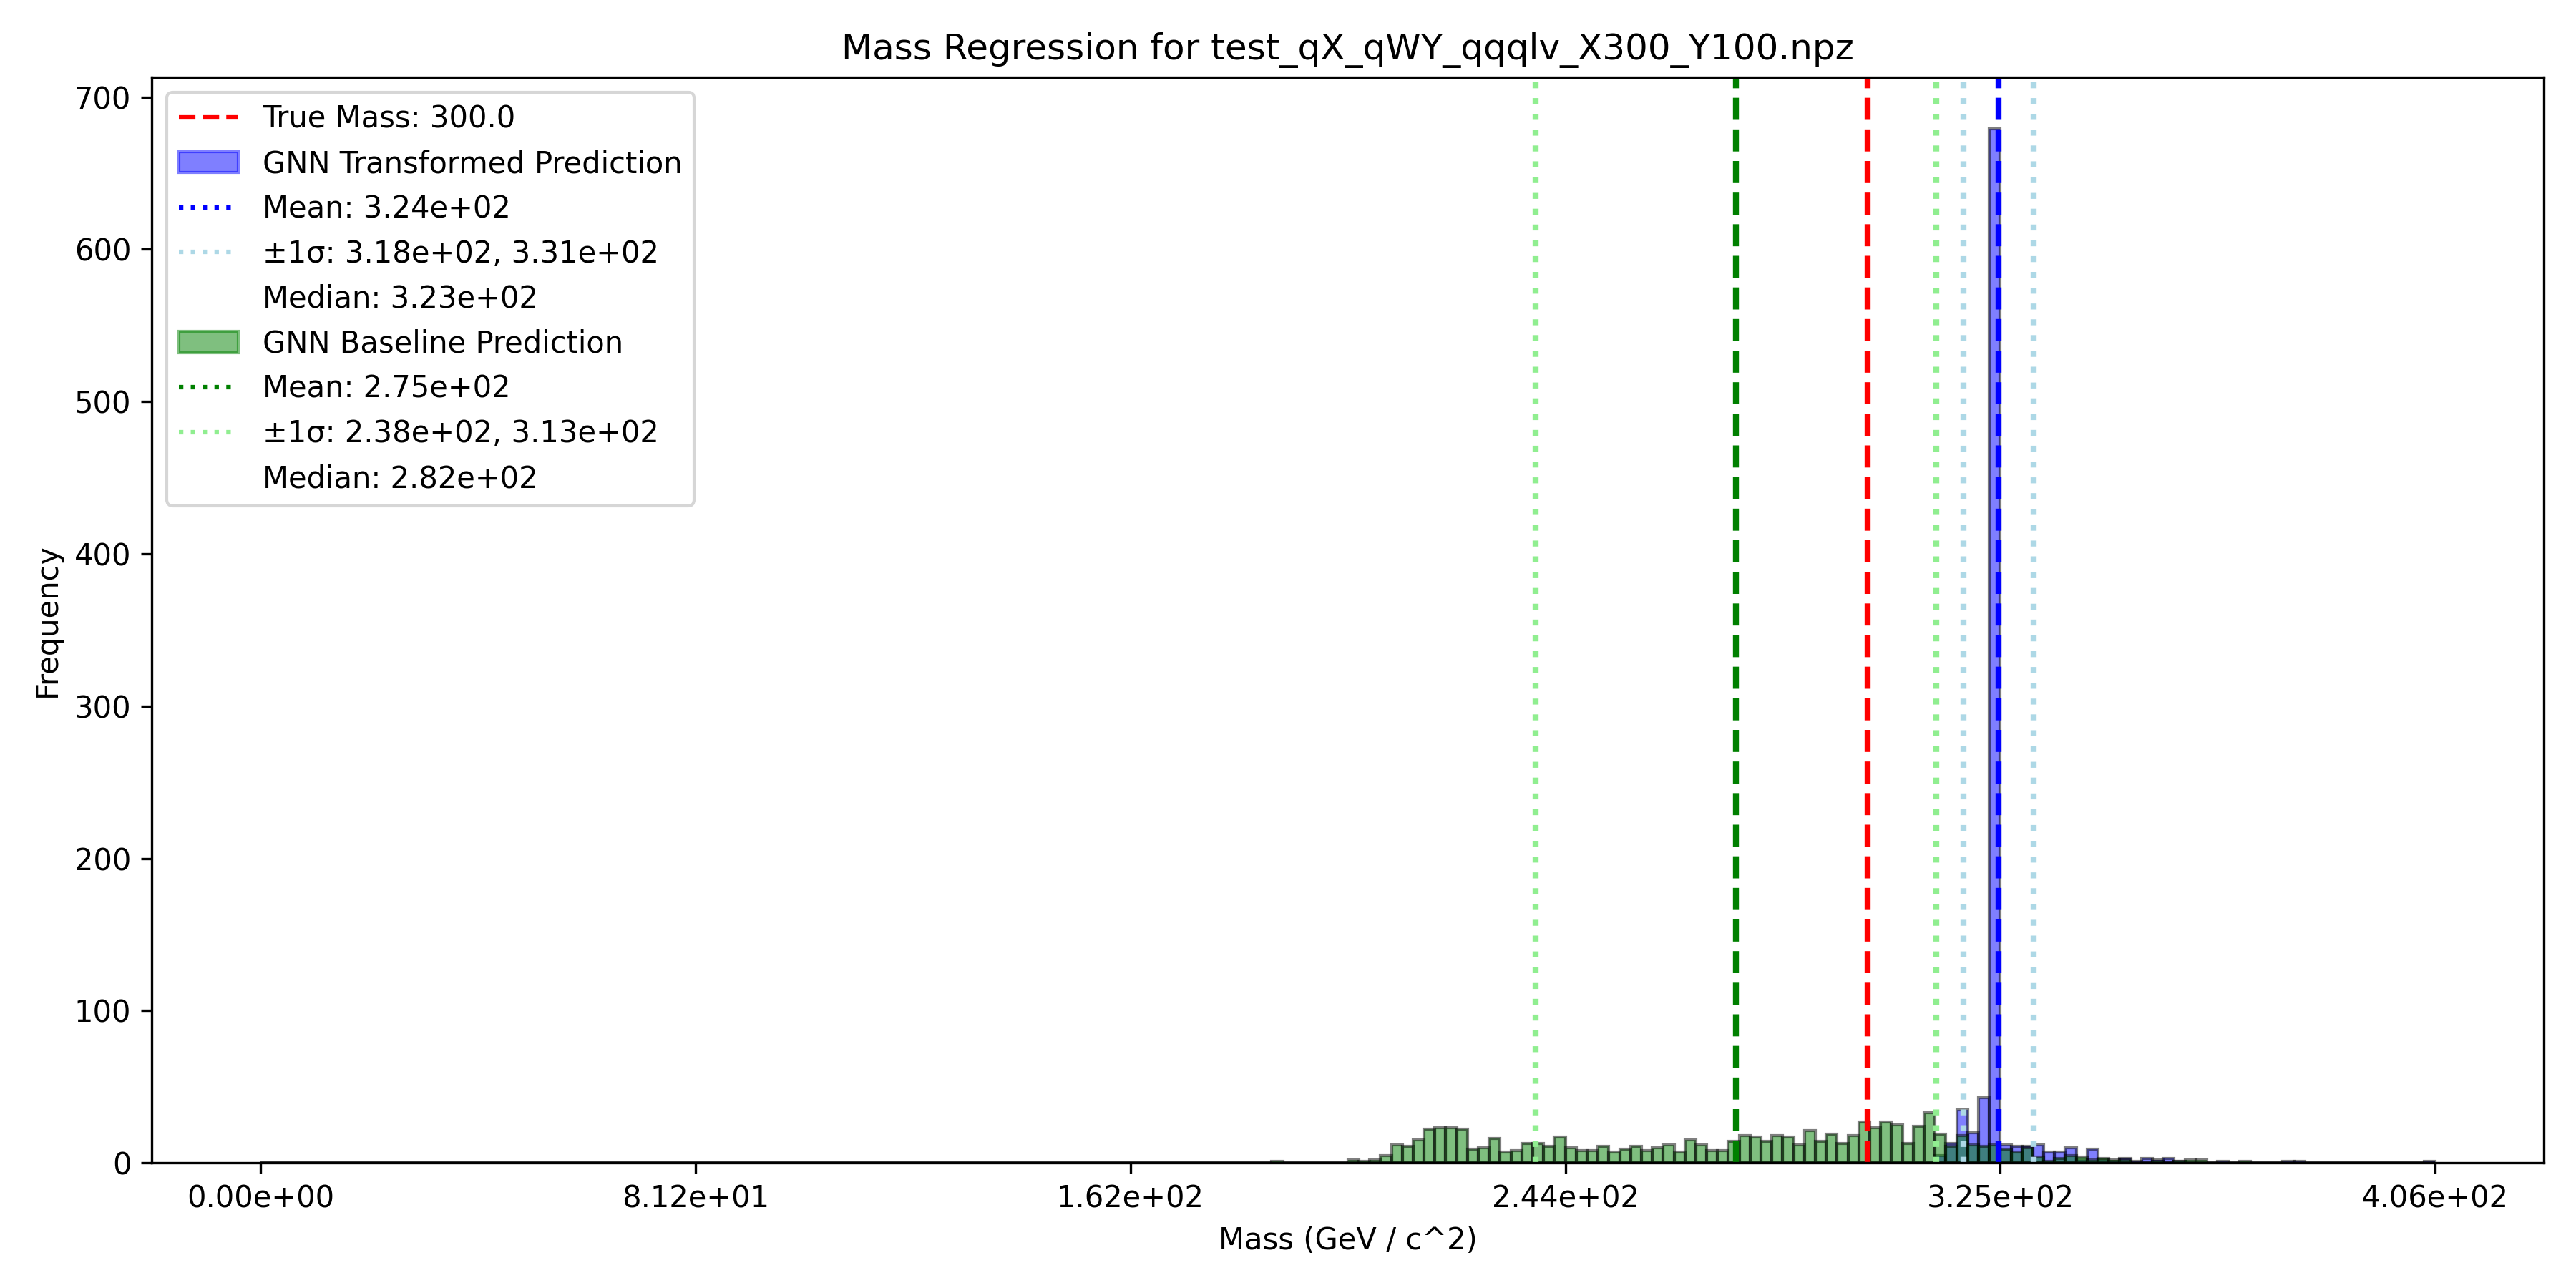 Mass Regression for test_qX_qWY_qqqlv_X300_Y100.npz
True Mass: 300.0
GNN Transformed Prediction
Mean: 3.24e+02
±1σ: 3.18e+02, 3.31e+02
Median: 3.23e+02
GNN Baseline Prediction
Mean: 2.75e+02
±1σ: 2.38e+02, 3.13e+02
Median: 2.82e+02
Frequency
700
600
500
400
300
200
100
0
0.00e+00 8.12e+01 1.62e+02 2.44e+02 3.25e+02 4.06e+02
Mass (GeV / c^2)